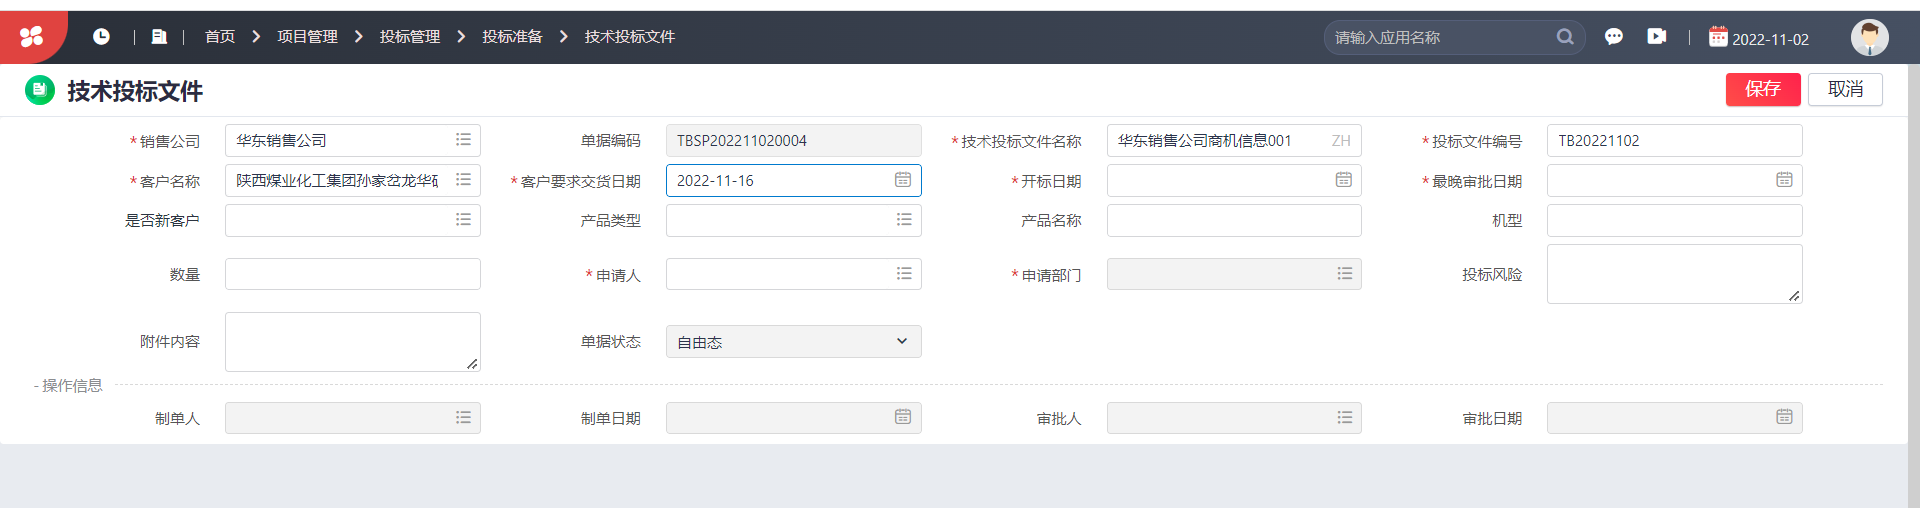 首页 项目管理 投标管理 投标准备 技术投标文件 请输入应用名称 2022-11-02
技术投标文件 保存 取消
*销售公司 华东销售公司 单据编码 TBSP202211020004 *技术投标文件名称 华东销售公司商机信息001 ZH *投标文件编号 TB20221102
*客户名称 陕西煤业化工集团孙家岔龙华矿 *客户要求交货日期 2022-11-16 *开标日期 *最晚审批日期
是否新客户 产品类型 产品名称 机型
数量 *申请人 *申请部门 投标风险
附件内容 单据状态 自由态
- 操作信息
制单人 制单日期 审批人 审批日期